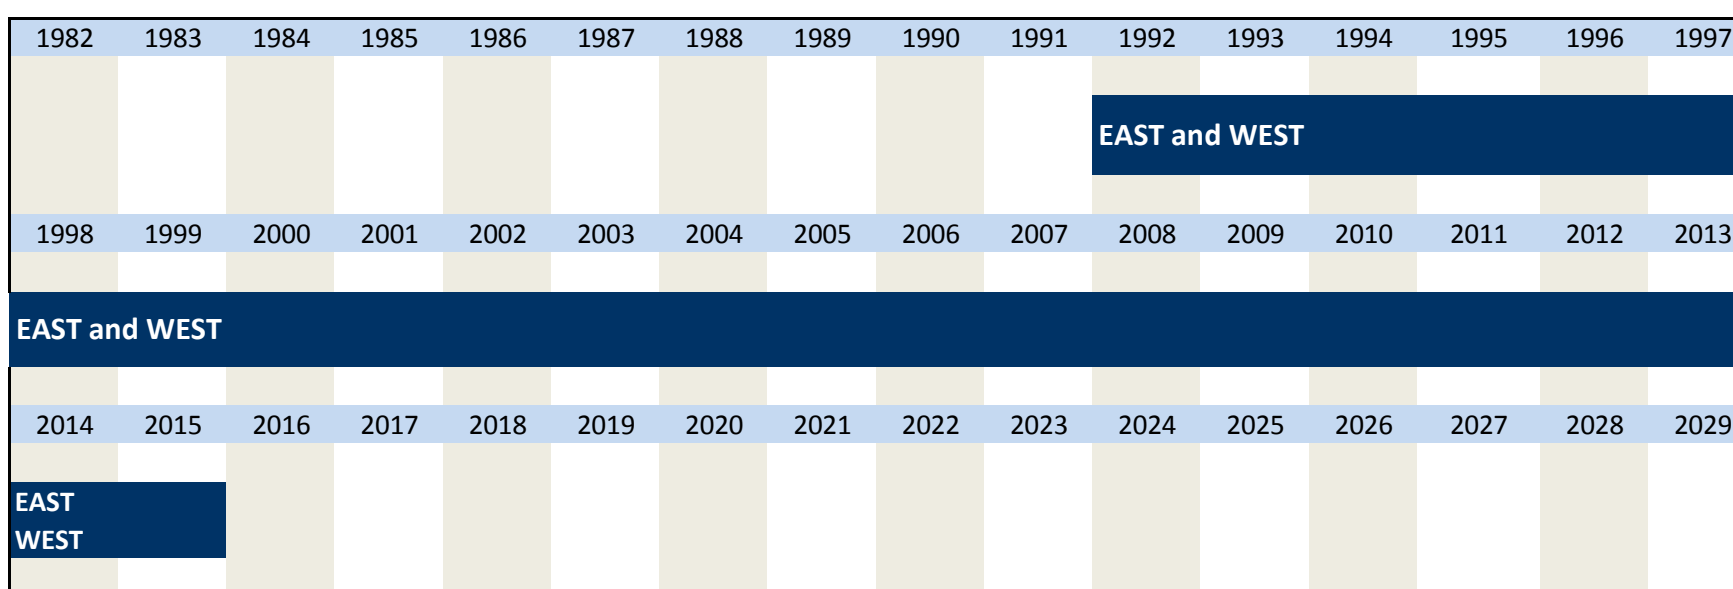 1982 1983 1984 1985 1986 1987 1988 1989 1990 1991 1992 1993 1994 1995 1996 1997
EAST and WEST
1998 1999 2000 2001 2002 2003 2004 2005 2006 2007 2008 2009 2010 2011 2012 2013
EAST and WEST
2014 2015 2016 2017 2018 2019 2020 2021 2022 2023 2024 2025 2026 2027 2028 2029
EAST
WEST